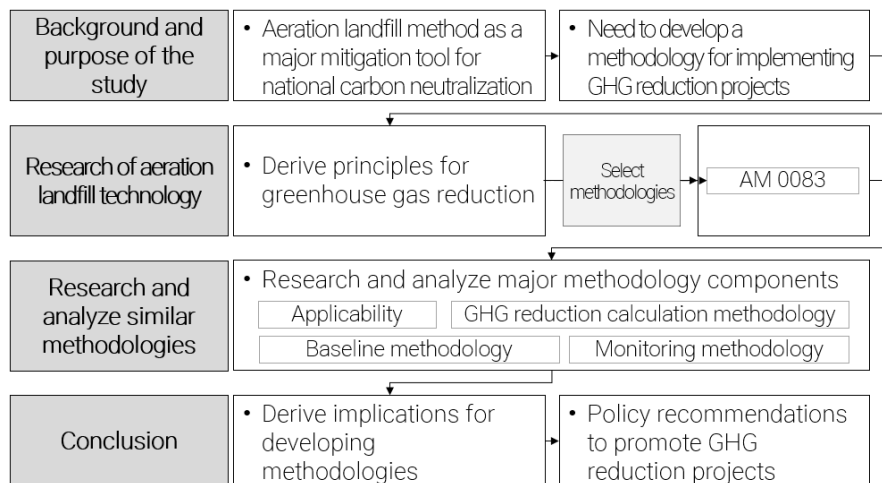 Background and
purpose of the
study
• Aeration landfill method as a
major mitigation tool for
national carbon neutralization
• Need to develop a
methodology for implementing
GHG reduction projects
Research of aeration
landfill technology
• Derive principles for
greenhouse gas reduction
Select
methodologies
AM 0083
Research and
analyze similar
methodologies
• Research and analyze major methodology components
Applicability
GHG reduction calculation methodology
Baseline methodology
Monitoring methodology
Conclusion
• Derive implications for
developing
methodologies
• Policy recommendations
to promote GHG
reduction projects